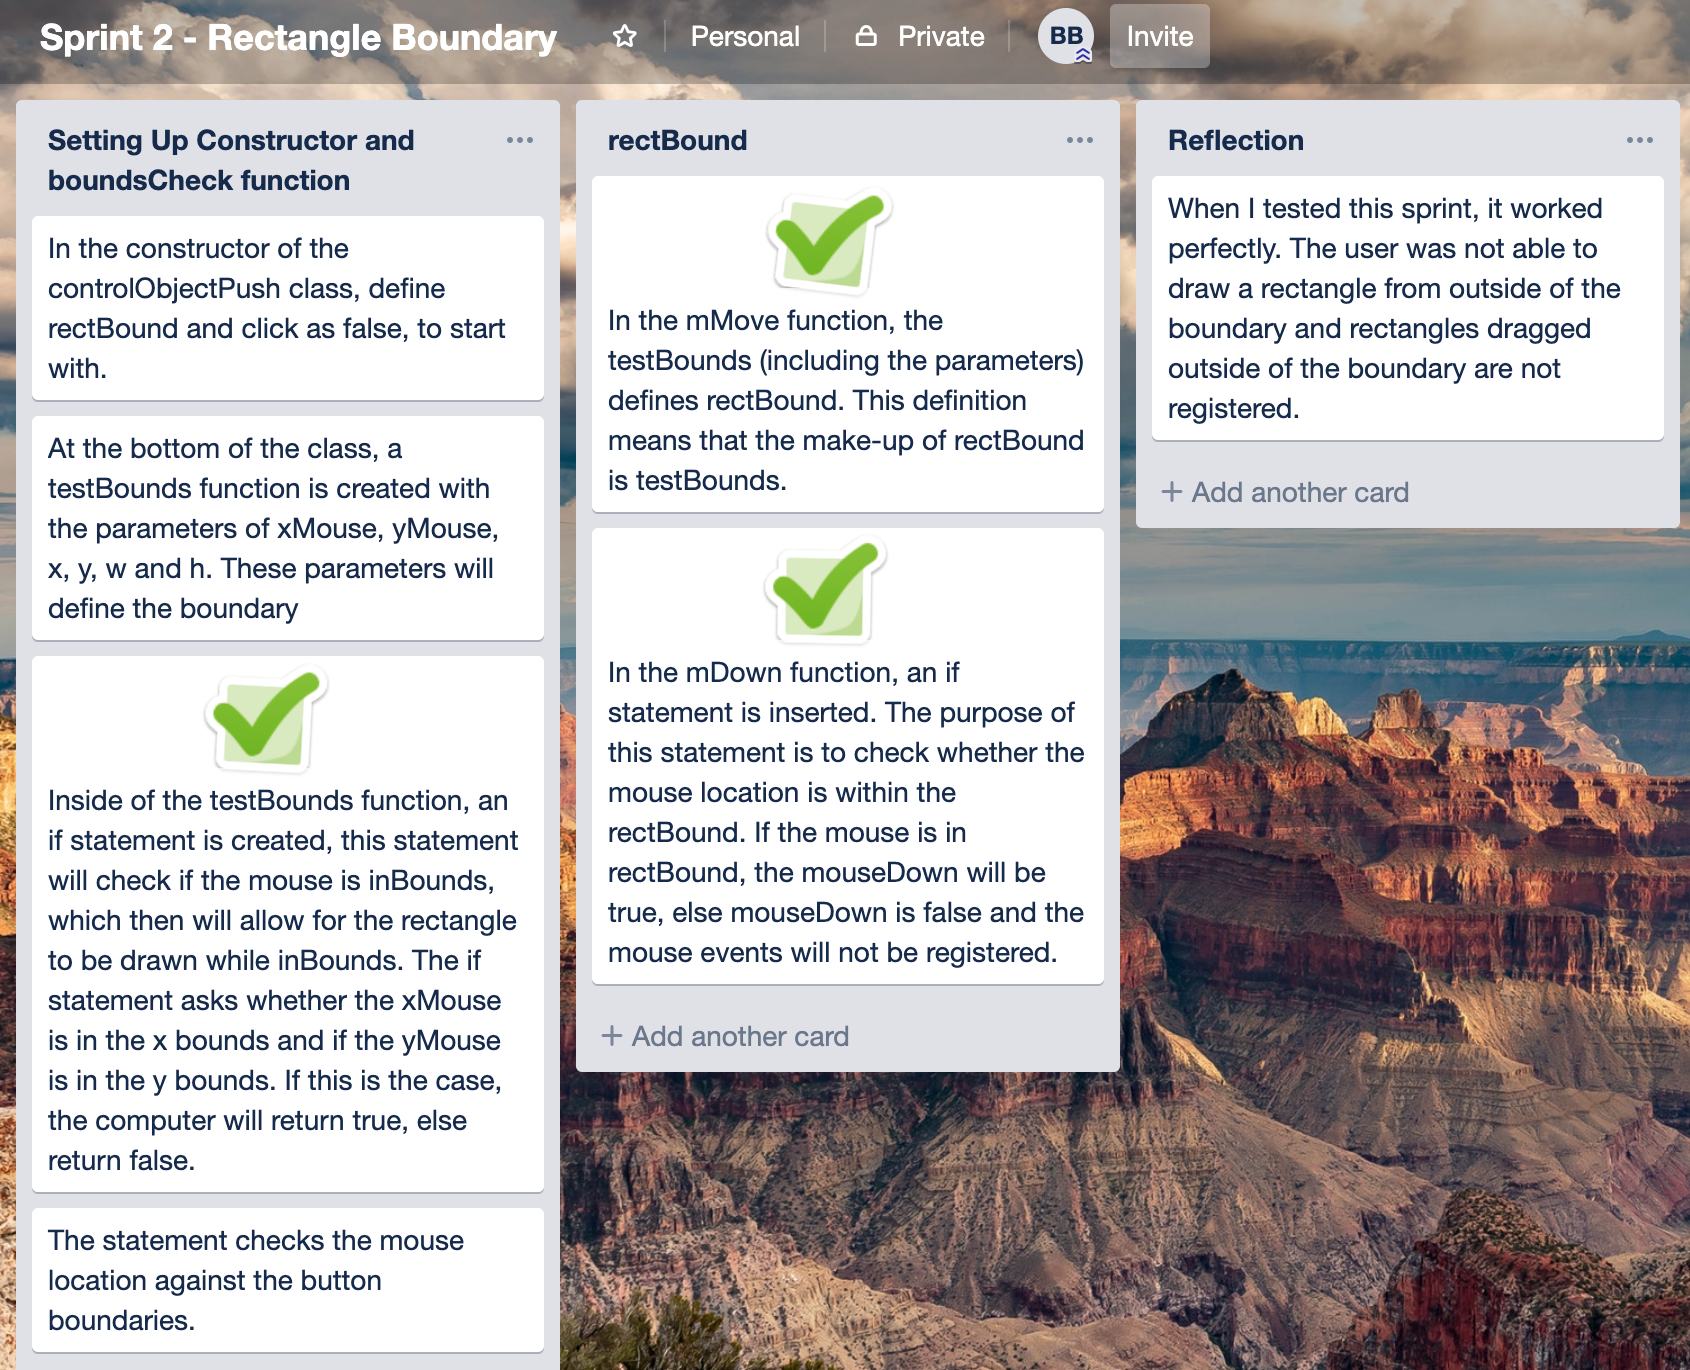 Sprint 2 - Rectangle Boundary
Personal
Private
BB
Invite
Setting Up Constructor and
boundsCheck function
In the constructor of the
controlObjectPush class, define
rectBound and click as false, to start
with.
At the bottom of the class, a
testBounds function is created with
the parameters of xMouse, yMouse,
x, y, w and h. These parameters will
define the boundary
Inside of the testBounds function, an
if statement is created, this statement
will check if the mouse is inBounds,
which then will allow for the rectangle
to be drawn while inBounds. The if
statement asks whether the xMouse
is in the x bounds and if the yMouse
is in the y bounds. If this is the case,
the computer will return true, else
return false.
The statement checks the mouse
location against the button
boundaries.
rectBound
In the mMove function, the
testBounds (including the parameters)
defines rectBound. This definition
means that the make-up of rectBound
is testBounds.
In the mDown function, an if
statement is inserted. The purpose of
this statement is to check whether the
mouse location is within the
rectBound. If the mouse is in
rectBound, the mouseDown will be
true, else mouseDown is false and the
mouse events will not be registered.
+ Add another card
Reflection
When I tested this sprint, it worked
perfectly. The user was not able to
draw a rectangle from outside of the
boundary and rectangles dragged
outside of the boundary are not
registered.
+ Add another card